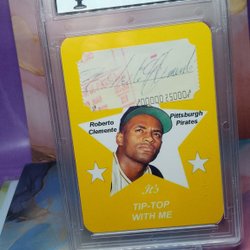 Roberto
Clemente
Pittsburgh
Pirates
It's
TIP-TOP
WITH ME